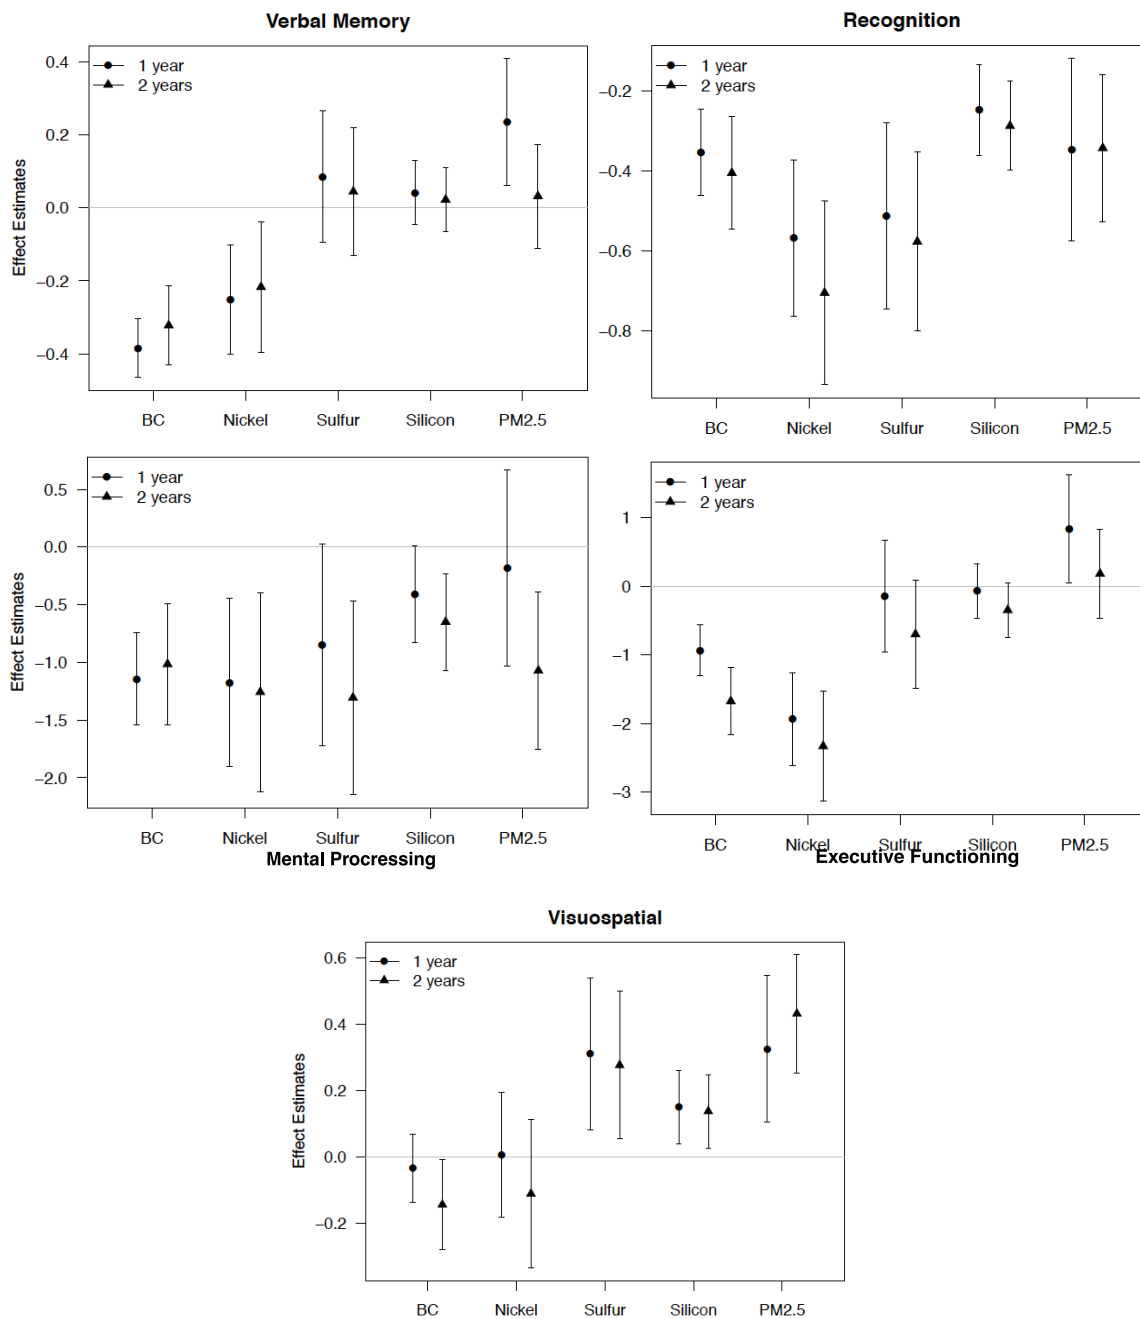 Verbal Memory
1 year
2 years
Effect Estimates
0.4
0.2
0.0
−0.2
−0.4
BC Nickel Sulfur Silicon PM2.5
Recognition
1 year
2 years
−0.2
−0.4
−0.6
−0.8
BC Nickel Sulfur Silicon PM2.5
1 year
2 years
Effect Estimates
0.5
0.0
−0.5
−1.0
−1.5
−2.0
BC Nickel Sulfur Silicon PM2.5
Mental Procressing
1 year
2 years
1
0
−1
−2
−3
BC Nickel Sulfur Silicon PM2.5
Executive Functioning
Visuospatial
1 year
2 years
Effect Estimates
0.6
0.4
0.2
0.0
−0.2
BC Nickel Sulfur Silicon PM2.5